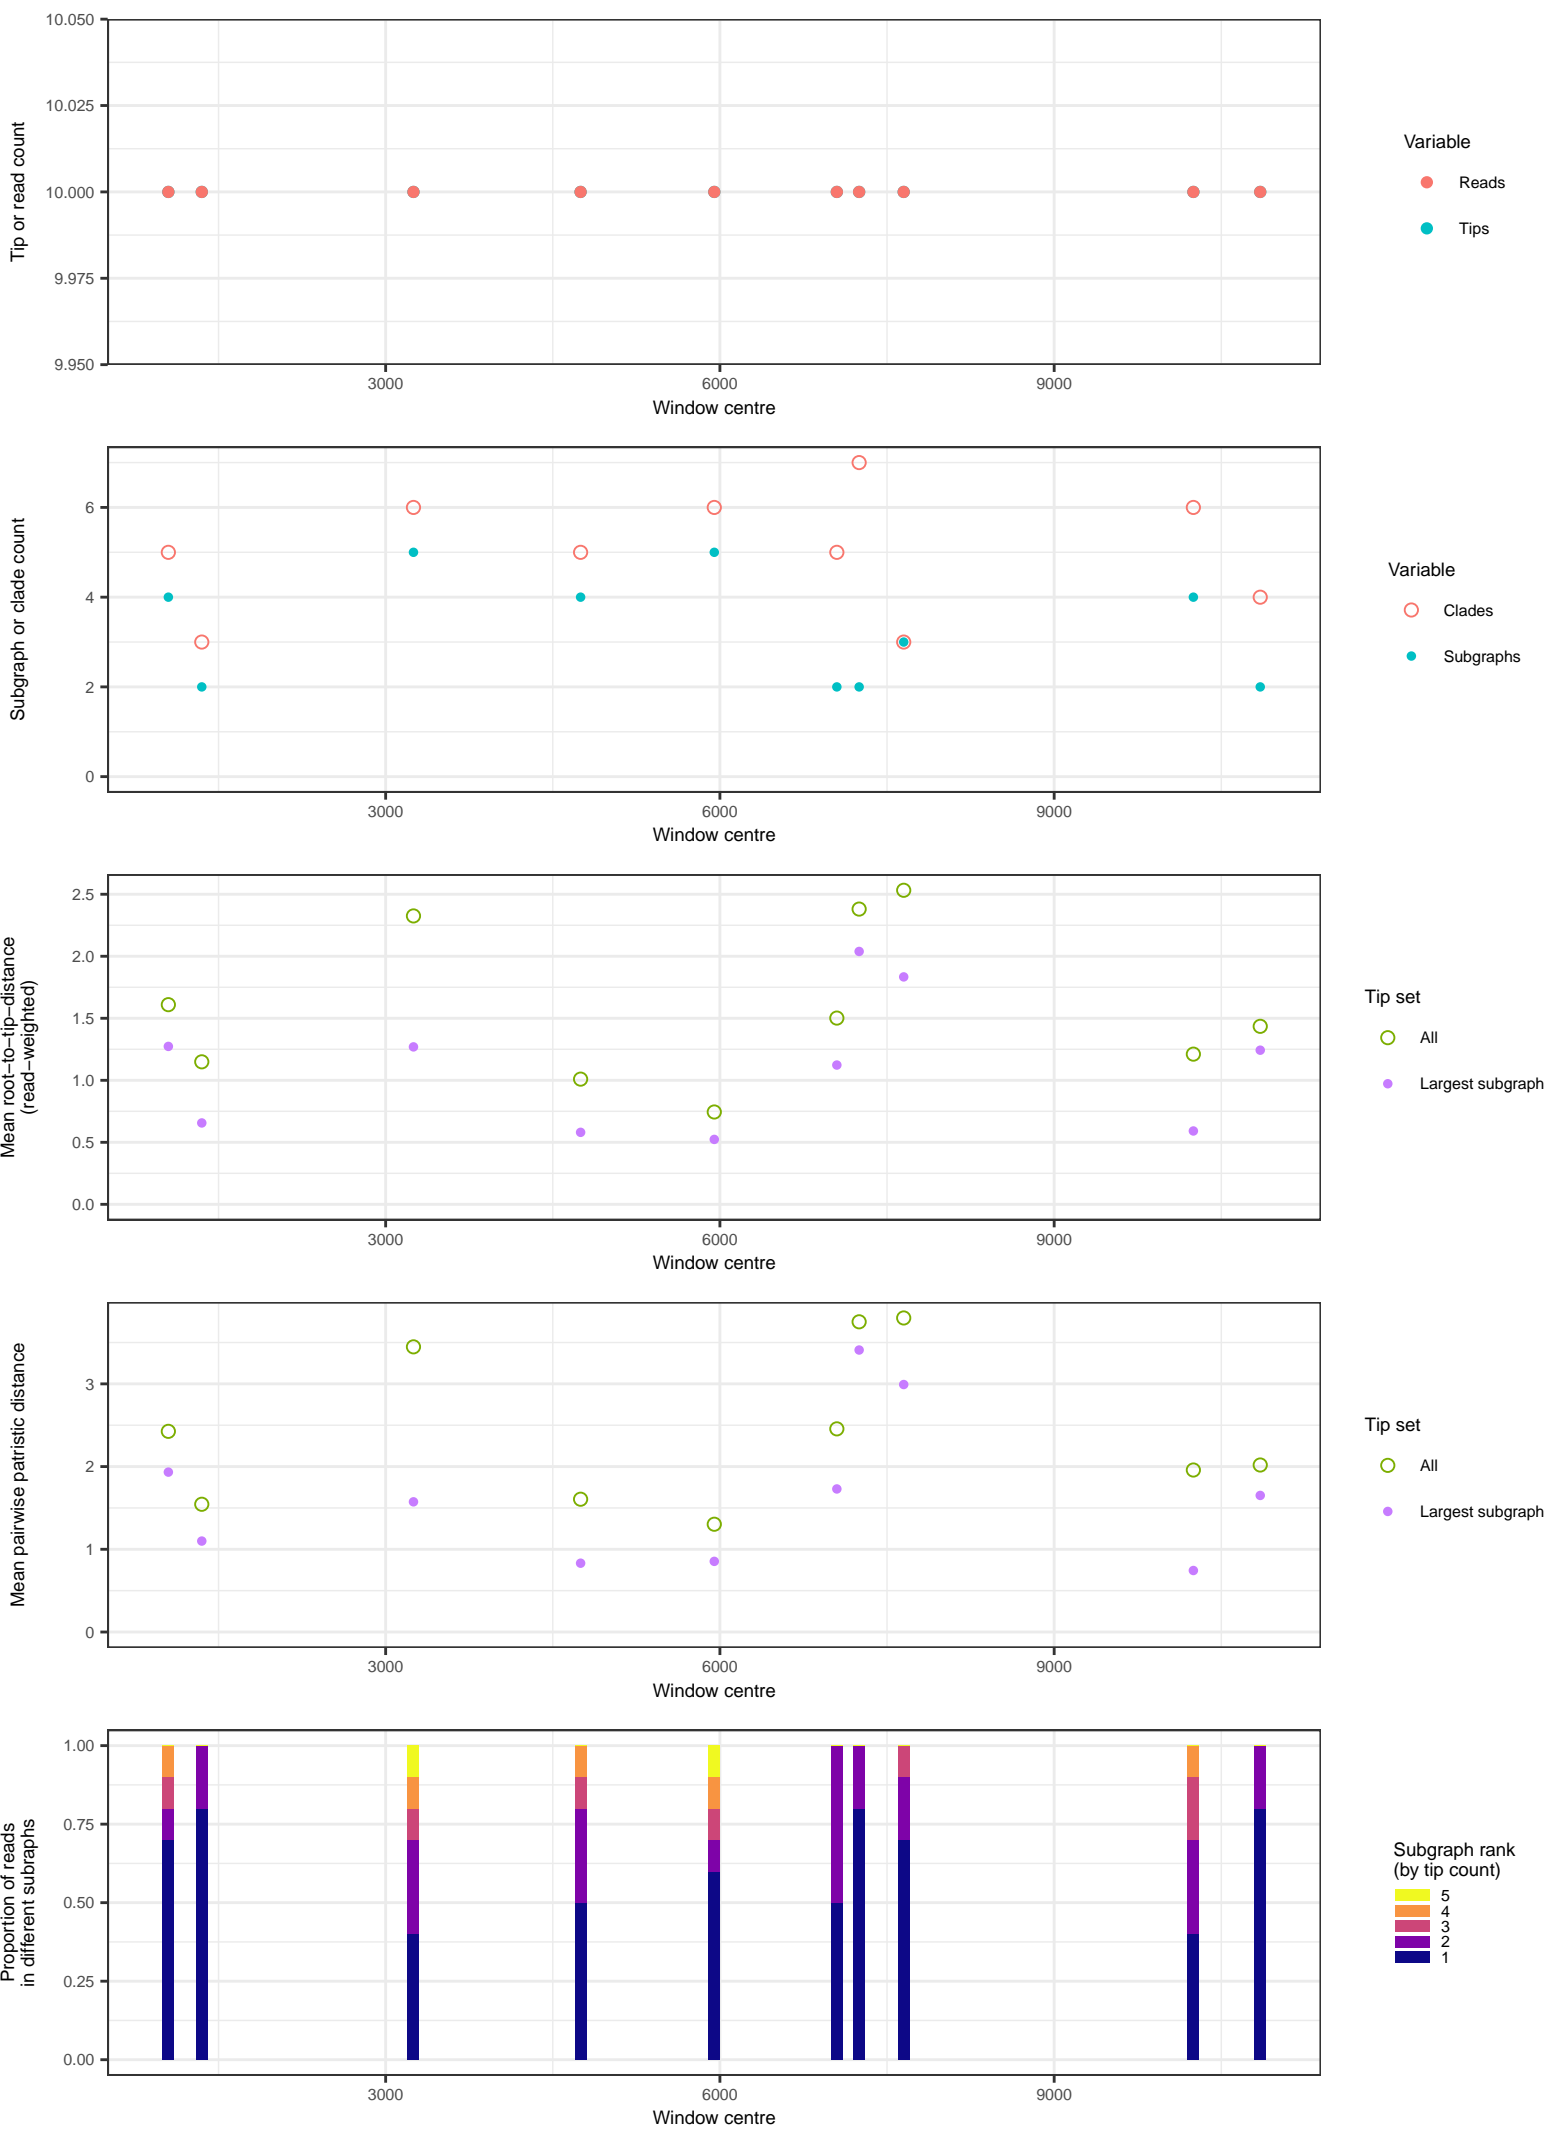 10.050
10.025
10.000
9.975
9.950
Tip or read count
3000
6000
9000
Window centre
Variable
Reads
Tips
6
4
2
0
Subgraph or clade count
3000
6000
9000
Window centre
Variable
Clades
Subgraphs
2.5
2.0
1.5
1.0
0.5
0.0
Mean root−to−tip−distance
(read−weighted)
3000
6000
9000
Window centre
Tip set
All
Largest subgraph
3
2
1
0
Mean pairwise patristic distance
3000
6000
9000
Window centre
Tip set
All
Largest subgraph
1.00
0.75
0.50
0.25
0.00
Proportion of reads
in different subraphs
3000
6000
9000
Window centre
Subgraph rank
(by tip count)
5
4
3
2
1